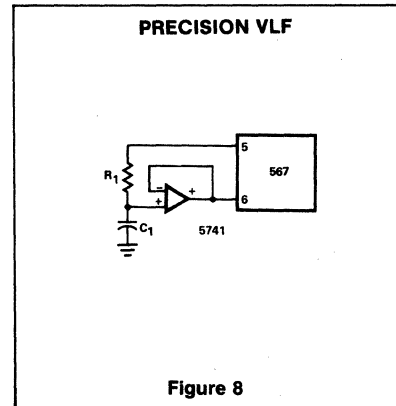 PRECISION VLF
5
R1
567
-
+
+
6
C1
5741
Figure 8